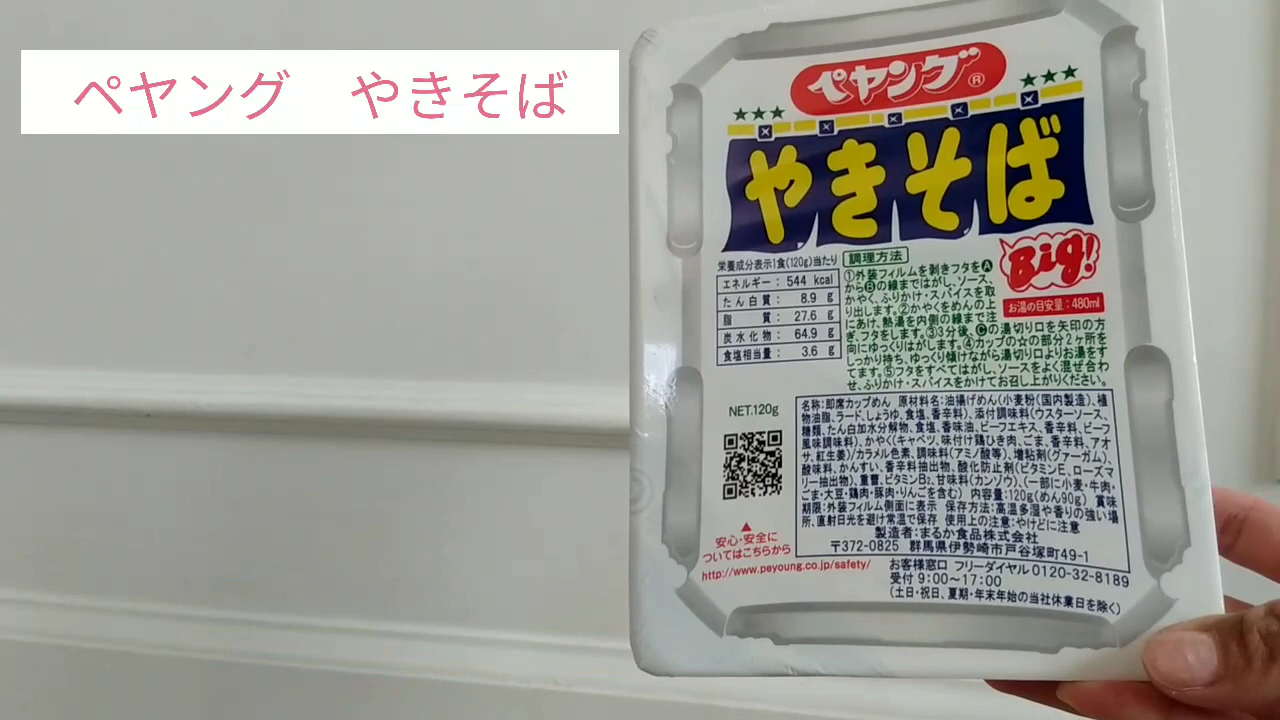 ペヤング　やきそば
ペヤング®
やきそば
Big!
お湯の目安量:480ml
栄養成分表示1食(120g)当たり
エネルギー: 544 kcal
たん白質: 8.9 g
脂質: 27.6 g
炭水化物: 64.9 g
食塩相当量: 3.6 g
調理方法
①外装フィルムを剥きフタをⒶ
からⒷの線まではがし、ソース、
かやく、ふりかけ・スパイスを取
り出します。②かやくをめんの上
にあけ、熱湯を内側の線まで注
ぎ、フタをします。③3分後、Ⓒの湯切り口を矢印の方
向にゆっくりはがします。④カップの☆の部分2ヶ所を
しっかり持ち、ゆっくり傾けながら湯切り口よりお湯をす
てます。⑤フタをすべてはがし、ソースをよく混ぜ合わ
せ、ふりかけ・スパイスをかけてお召し上がりください。
NET.120g
名称:即席カップめん 原材料名:油揚げめん(小麦粉(国内製造)、植
物油脂、ラード、しょうゆ、食塩、香辛料)、添付調味料(ウスターソース、
糖類、たん白加水分解物、食塩、香味油、ビーフエキス、香辛料、ビーフ
風味調味料)、かやく(キャベツ、味付け鶏ひき肉、ごま、香辛料、アオ
サ、紅生姜)/カラメル色素、調味料(アミノ酸等)、増粘剤(グァーガム)、
酸味料、かんすい、香辛料抽出物、酸化防止剤(ビタミンE、ローズマ
リー抽出物)、重曹、ビタミンB₂、甘味料(カンゾウ)、(一部に小麦・牛肉・
ごま・大豆・鶏肉・豚肉・りんごを含む) 内容量:120g(めん90g) 賞味
期限:外装フィルム側面に表示 保存方法:高温多湿や香りの強い場
所、直射日光を避け常温で保存 使用上の注意:やけどに注意
製造者:まるか食品株式会社
〒372-0825 群馬県伊勢崎市戸谷塚町49-1
安心・安全に
ついてはこちらから
http://www.peyoung.co.jp/safety/
お客様窓口 フリーダイヤル0120-32-8189
受付 9:00〜17:00
(土日・祝日、夏期・年末年始の当社休業日を除く)